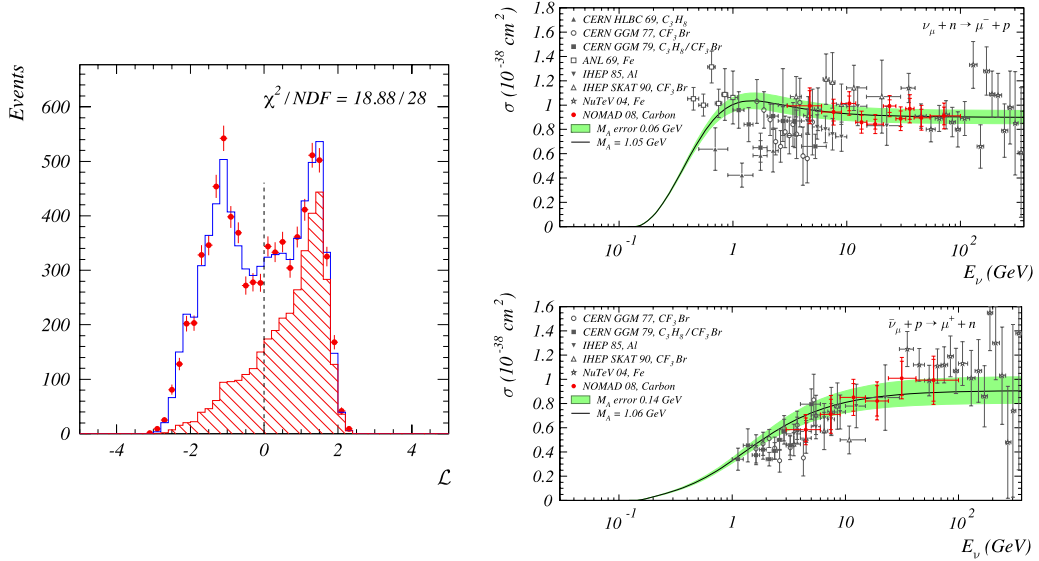 Events
χ²/NDF = 18.88/28
600
500
400
300
200
100
0
-4 -2 0 2 4
ℒ
σ (10⁻³⁸ cm²)
1.8
1.6
1.4
1.2
1
0.8
0.6
0.4
0.2
0
CERN HLBC 69, C₃H₈
CERN GGM 77, CF₃Br
CERN GGM 79, C₃H₈/CF₃Br
ANL 69, Fe
IHEP 85, Al
IHEP SKAT 90, CF₃Br
NuTeV 04, Fe
NOMAD 08, Carbon
M_A error 0.06 GeV
M_A = 1.05 GeV
ν_μ + n → μ⁻ + p
10⁻¹ 1 10 10²
E_ν (GeV)
σ (10⁻³⁸ cm²)
1.6
1.4
1.2
1
0.8
0.6
0.4
0.2
0
CERN GGM 77, CF₃Br
CERN GGM 79, C₃H₈/CF₃Br
IHEP 85, Al
IHEP SKAT 90, CF₃Br
NuTeV 04, Fe
NOMAD 08, Carbon
M_A error 0.14 GeV
M_A = 1.06 GeV
ν̄_μ + p → μ⁺ + n
10⁻¹ 1 10 10²
E_ν (GeV)